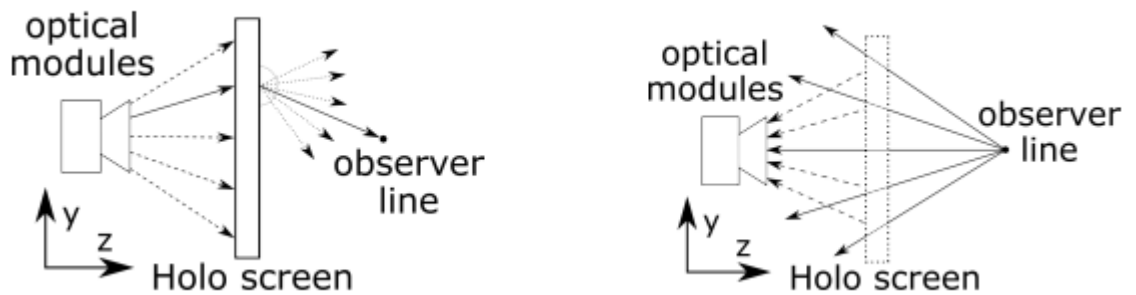 optical
modules
observer
line
y
z
Holo screen
optical
modules
observer
line
y
z
Holo screen